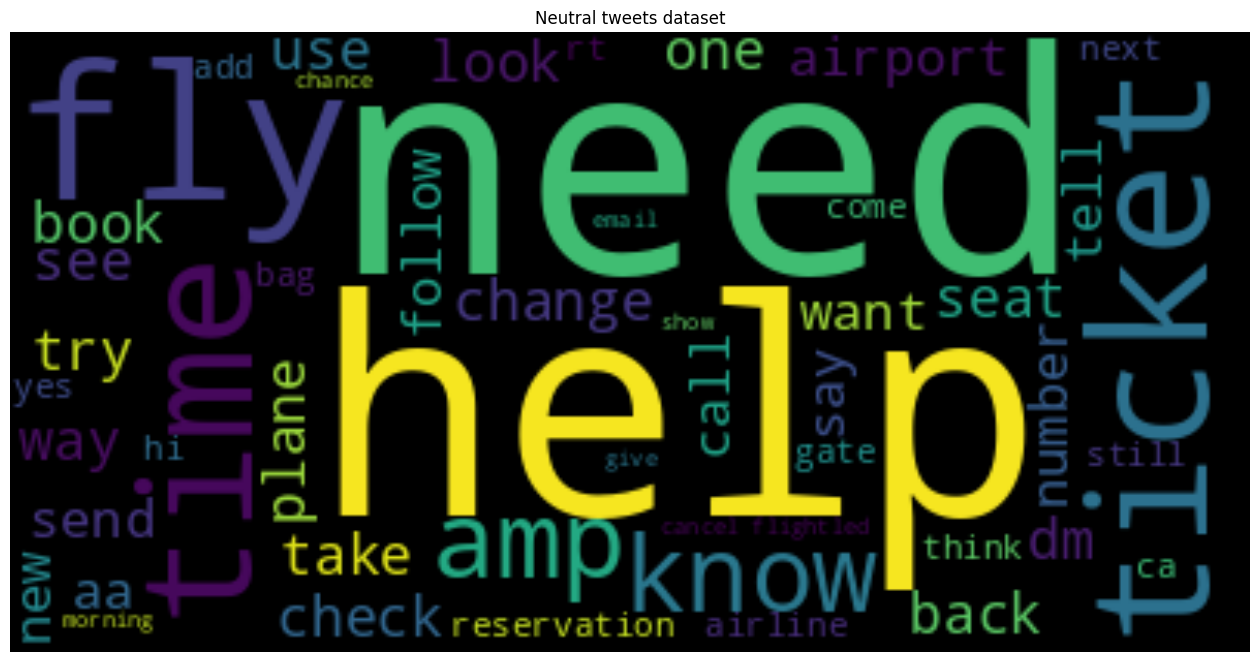 Neutral tweets dataset
fly
add
use
chance
look
rt
one
airport
next
need
ticket
book
see
follow
email
come
tell
time
bag
change
show
want
seat
help
try
yes
plane
call
say
number
way
hi
give
gate
still
send
amp
cancel flightled
know
think
dm
take
ca
new
aa
morning
check
reservation
airline
back